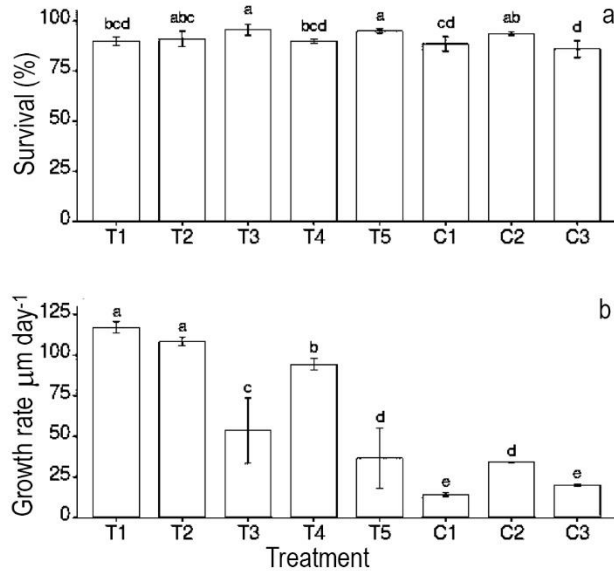 a
Survival (%)
100
75
50
25
0
bcd abc a bcd a cd ab d
T1 T2 T3 T4 T5 C1 C2 C3
b
Growth rate µm day-1
125
100
75
50
25
0
a a c b d e d e
T1 T2 T3 T4 T5 C1 C2 C3
Treatment